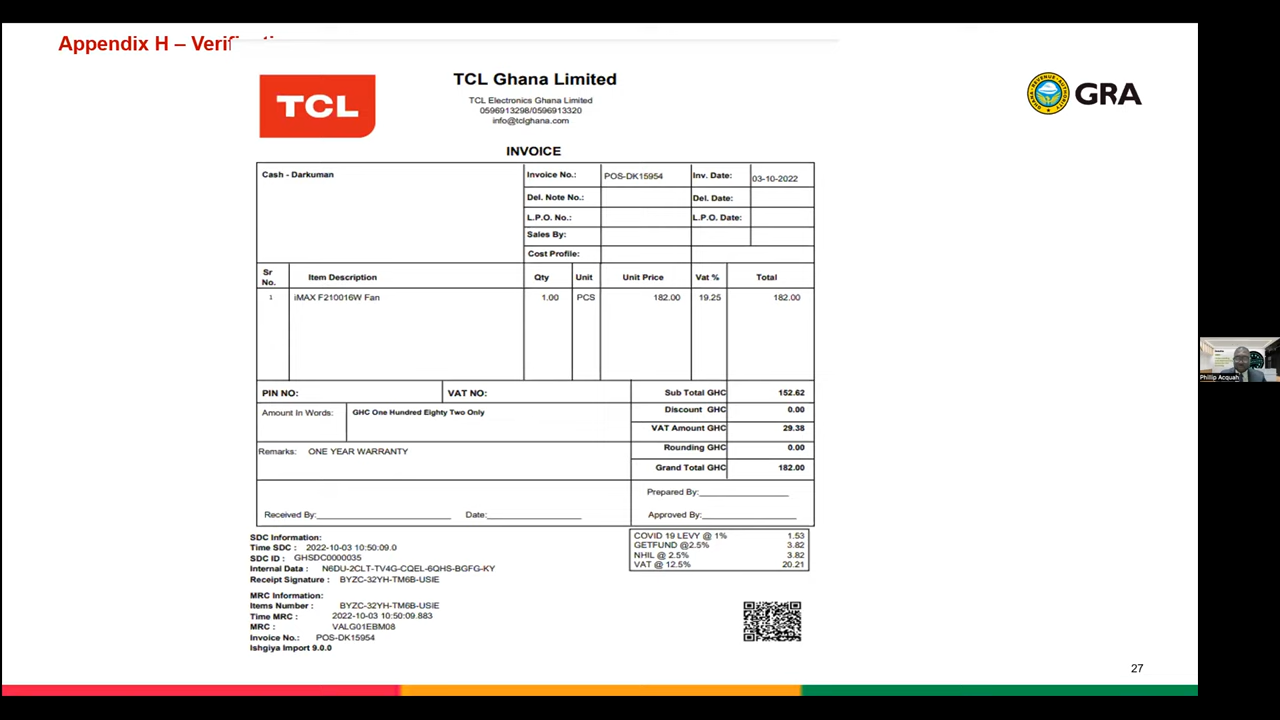 Appendix H – Verif
TCL
TCL Ghana Limited
TCL Electronics Ghana Limited
0596913298/0596913320
info@tclghana.com
GHANA REVENUE AUTHORITY
GRA
INVOICE
Cash - Darkuman
Invoice No.: POS-DK15954 Inv. Date: 03-10-2022
Del. Note No.: Del. Date:
L.P.O. No.: L.P.O. Date:
Sales By:
Cost Profile:
Sr No. Item Description Qty Unit Unit Price Vat % Total
1 iMAX F210016W Fan 1.00 PCS 182.00 19.25 182.00
PIN NO: VAT NO: Sub Total GHC 152.62
Amount In Words: GHC One Hundred Eighty Two Only Discount GHC 0.00
VAT Amount GHC 29.38
Rounding GHC 0.00
Remarks: ONE YEAR WARRANTY
Grand Total GHC 182.00
Prepared By:
Received By: Date: Approved By:
COVID 19 LEVY @ 1% 1.53
GETFUND @2.5% 3.82
NHIL @ 2.5% 3.82
VAT @ 12.5% 20.21
SDC Information:
Time SDC : 2022-10-03 10:50:09.0
SDC ID : GHSDC0000035
Internal Data : N6DU-2CLT-TV4G-CQEL-6QHS-BGFG-KY
Receipt Signature : BYZC-32YH-TM6B-USIE
MRC Information:
Items Number : BYZC-32YH-TM6B-USIE
Time MRC : 2022-10-03 10:50:09.883
MRC : VALG01EBM08
Invoice No.: POS-DK15954
Ishgiya Import 9.0.0
27
Phillip Acquah